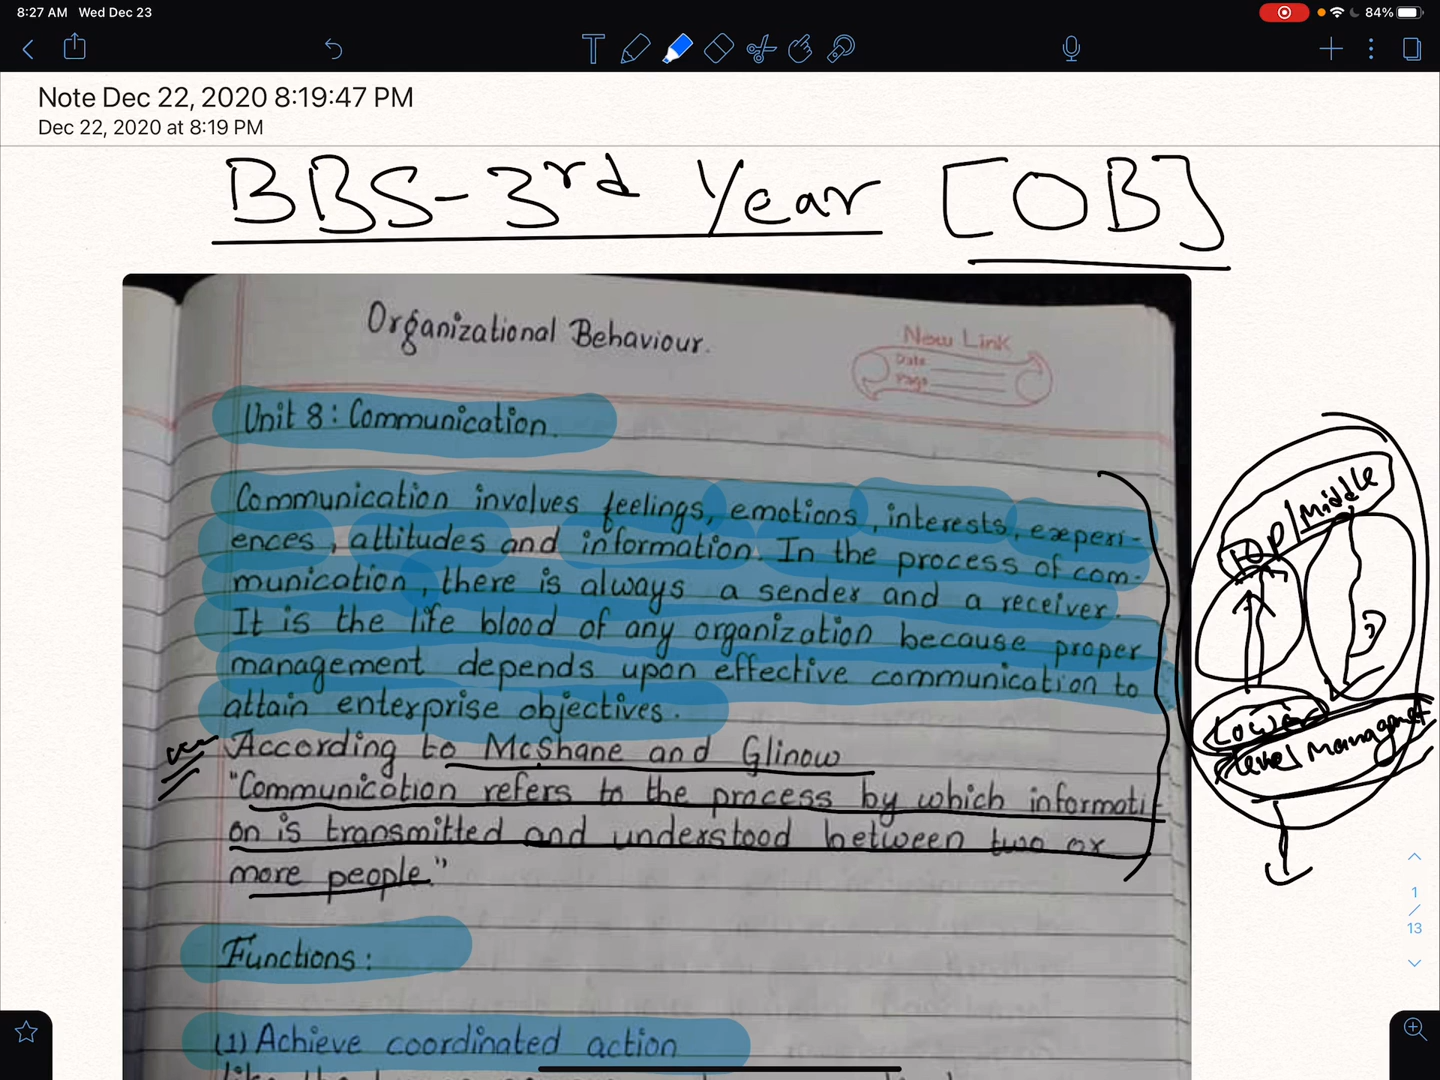 8:27 AM Wed Dec 23
84%
Note Dec 22, 2020 8:19:47 PM
Dec 22, 2020 at 8:19 PM
BBS-3rd Year [OB]
Organizational Behaviour.
New Link
Date
Page
Unit 8: Communication.
Communication involves feelings, emotions, interests, experi-
ences, attitudes and information. In the process of com-
munication, there is always a sender and a receiver.
It is the life blood of any organization because proper
management depends upon effective communication to
attain enterprise objectives.
According to McShane and Glinow
"Communication refers to the process by which informati-
on is transmitted and understood between two or
more people."
Functions:
(1) Achieve coordinated action
TOP/Middle
Lower
level
1
/
13